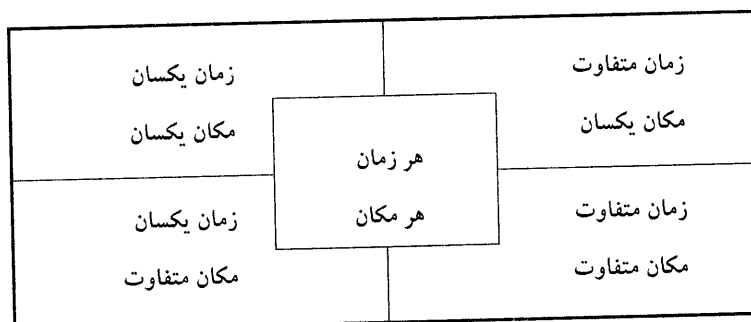 زمان یکسان
مکان یکسان
زمان متفاوت
مکان یکسان
هر زمان
هر مکان
زمان یکسان
مکان متفاوت
زمان متفاوت
مکان متفاوت